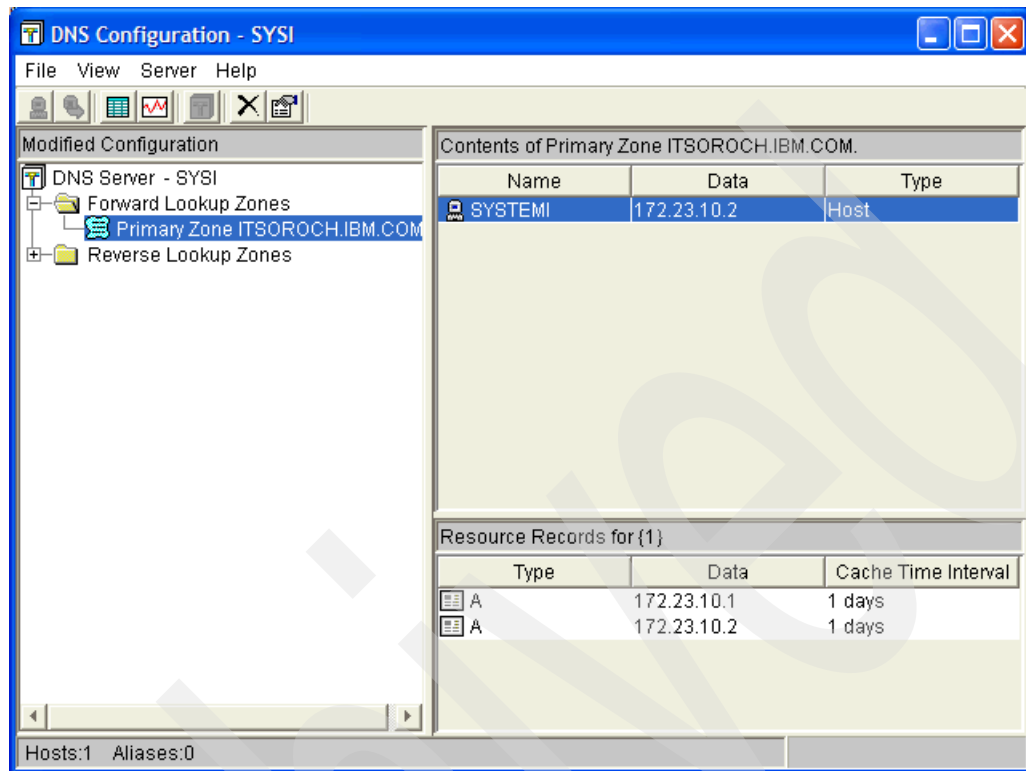 DNS Configuration - SYSI
File View Server Help
Modified Configuration
DNS Server - SYSI
Forward Lookup Zones
Primary Zone ITSOROCH.IBM.COM
Reverse Lookup Zones
Contents of Primary Zone ITSOROCH.IBM.COM.
Name Data Type
SYSTEMI 172.23.10.2 Host
Resource Records for {1}
Type Data Cache Time Interval
A 172.23.10.1 1 days
A 172.23.10.2 1 days
Hosts:1 Aliases:0